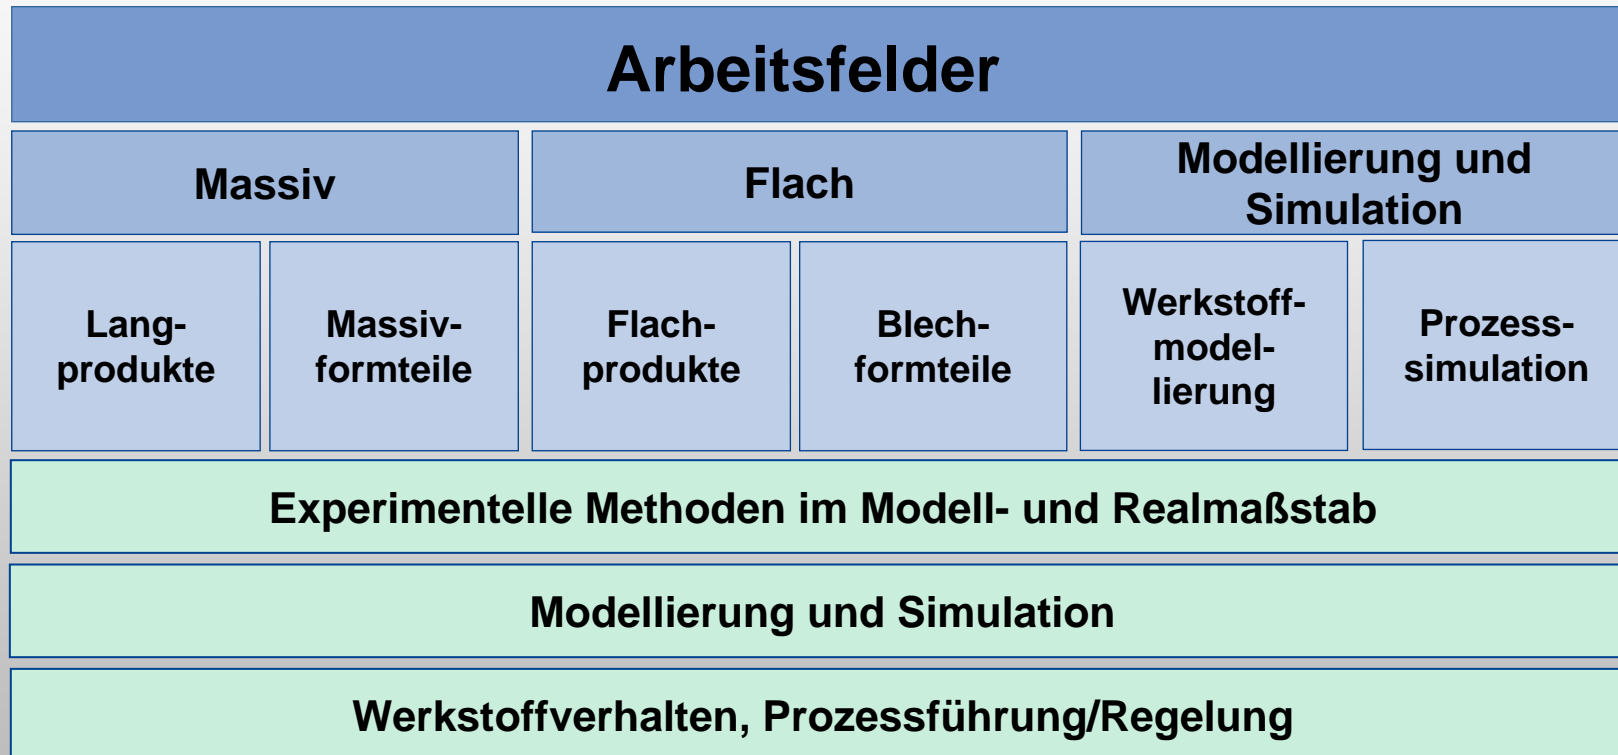 Arbeitsfelder
Massiv
Flach
Modellierung und
Simulation
Lang-
produkte
Massiv-
formteile
Flach-
produkte
Blech-
formteile
Werkstoff-
model-
lierung
Prozess-
simulation
Experimentelle Methoden im Modell- und Realmaßstab
Modellierung und Simulation
Werkstoffverhalten, Prozessführung/Regelung